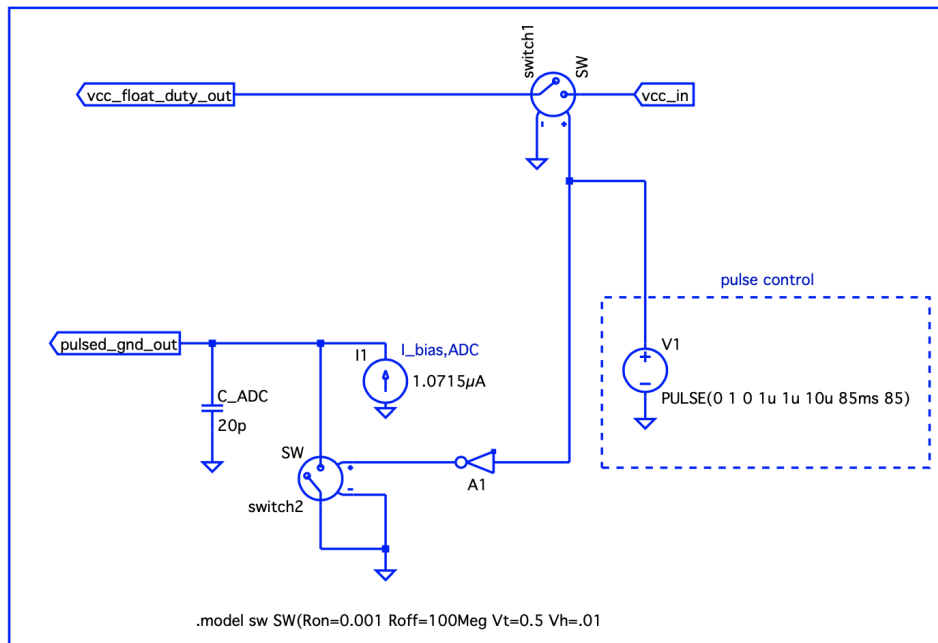 switch1
SW
vcc_float_duty_out
vcc_in
- +
pulse control
pulsed_gnd_out
I1
I_bias,ADC
1.0715µA
V1
+
−
PULSE(0 1 0 1u 1u 10u 85ms 85)
C_ADC
20p
SW
+
-
switch2
A1
.model sw SW(Ron=0.001 Roff=100Meg Vt=0.5 Vh=.01